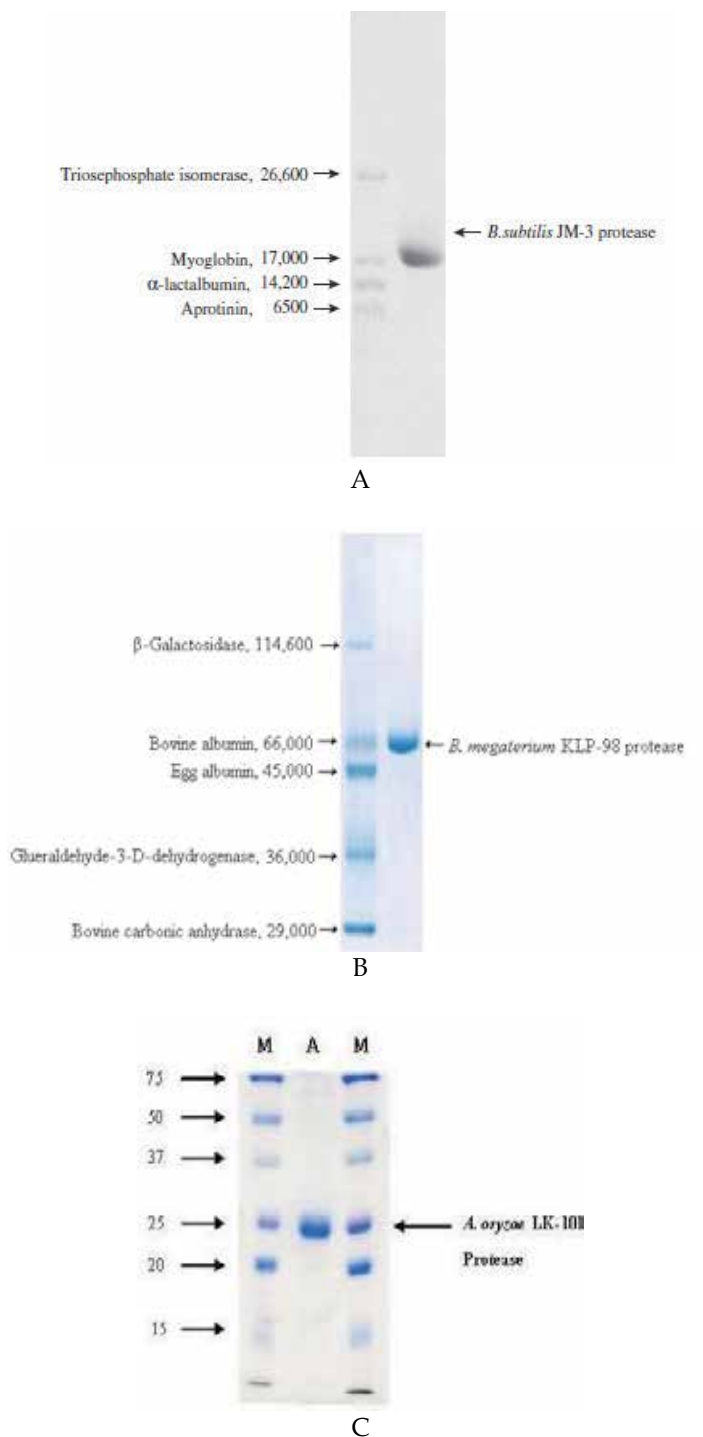 Triosephosphate isomerase, 26,600
B.subtilis JM-3 protease
Myoglobin, 17,000
α-lactalbumin, 14,200
Aprotinin, 6500
A
β-Galactosidase, 114,600
Bovine albumin, 66,000
B. megaterium KLP-98 protease
Egg albumin, 45,000
Glueraldehyde-3-D-dehydrogenase, 36,000
Bovine carbonic anhydrase, 29,000
B
M A M
75
50
37
25
A. oryzae LK-101
20
Protease
15
C